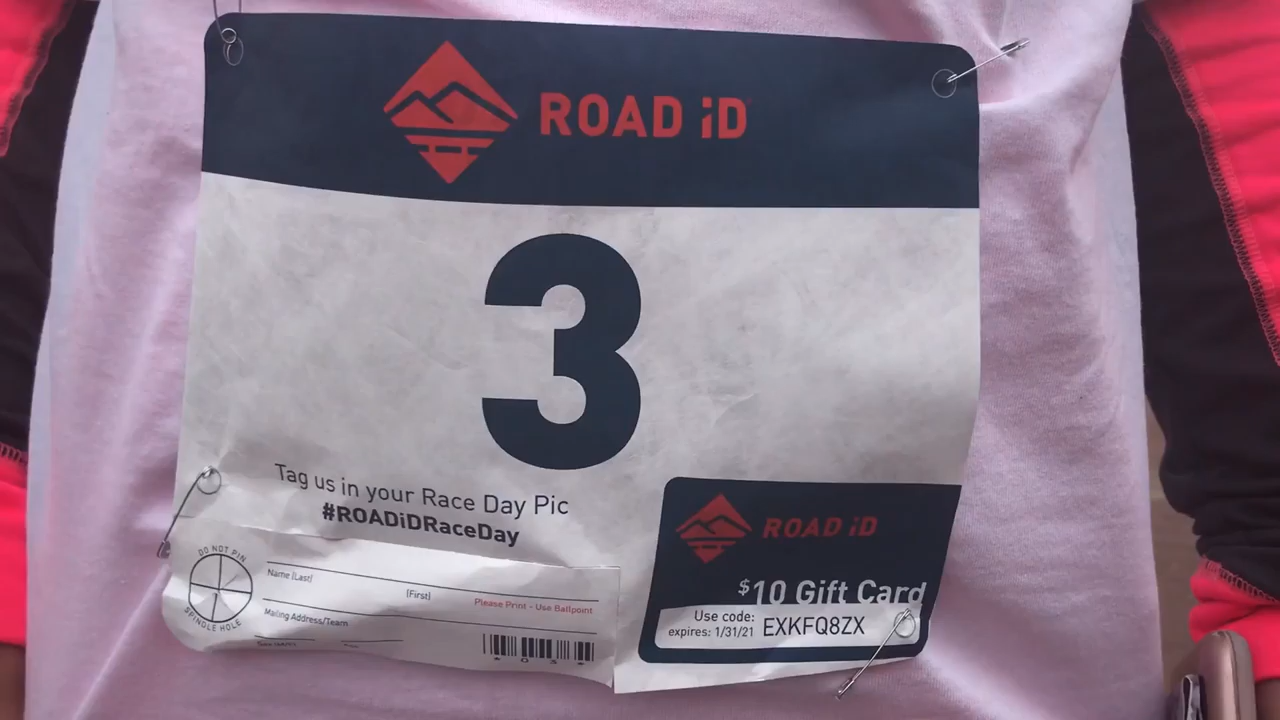 ROAD iD
3
Tag us in your Race Day Pic
#ROADiDRaceDay
DO NOT PIN
SPINDLE HOLE
Name (Last)
(First)
Please Print - Use Ballpoint
Mailing Address/Team
* 0 3 *
ROAD iD
$10 Gift Card
Use code:
expires: 1/31/21
EXKFQ8ZX